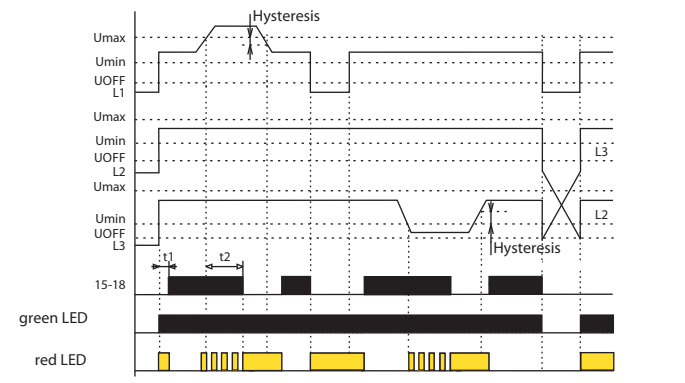 Hysteresis
Umax
Umin
UOFF
L1
Umax
Umin
UOFF
L3
L2
Umax
L2
Umin
UOFF
L3
Hysteresis
t1
t2
15-18
green LED
red LED